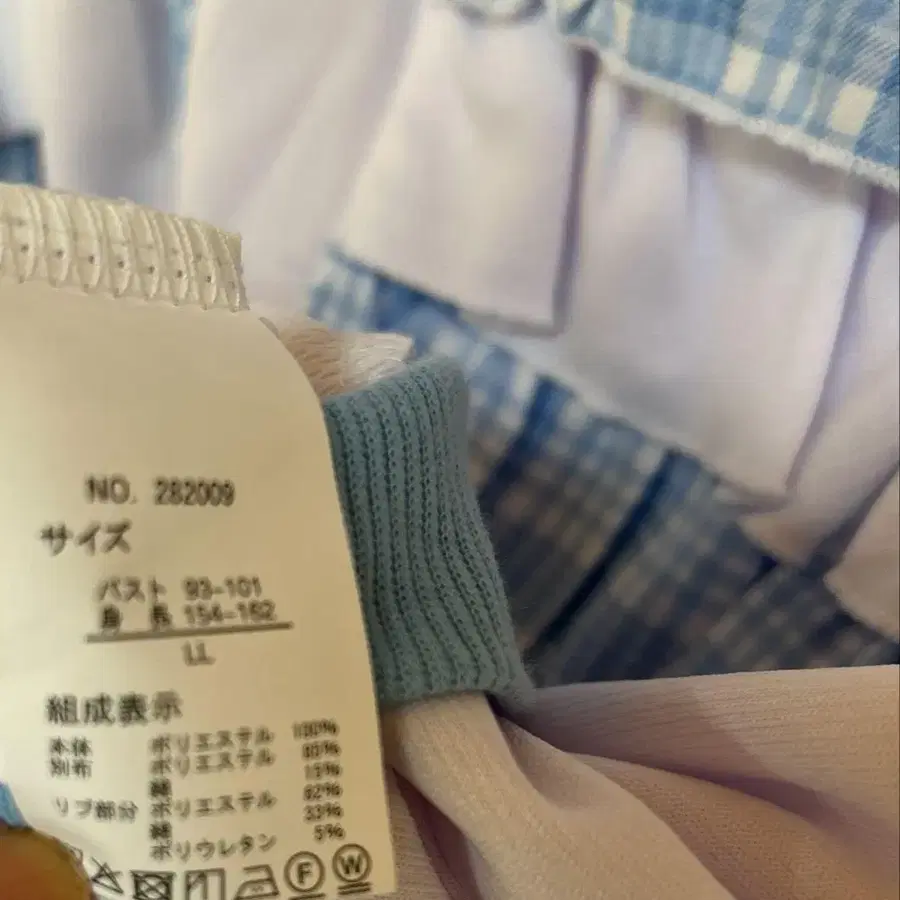 NO. 282009
サイズ
バスト 93-101
身 長 154-162
LL
組成表示
本体 ポリエステル 100%
別布 ポリエステル 85%
綿 15%
リブ部分 ポリエステル 62%
綿 33%
ポリウレタン 5%
F W